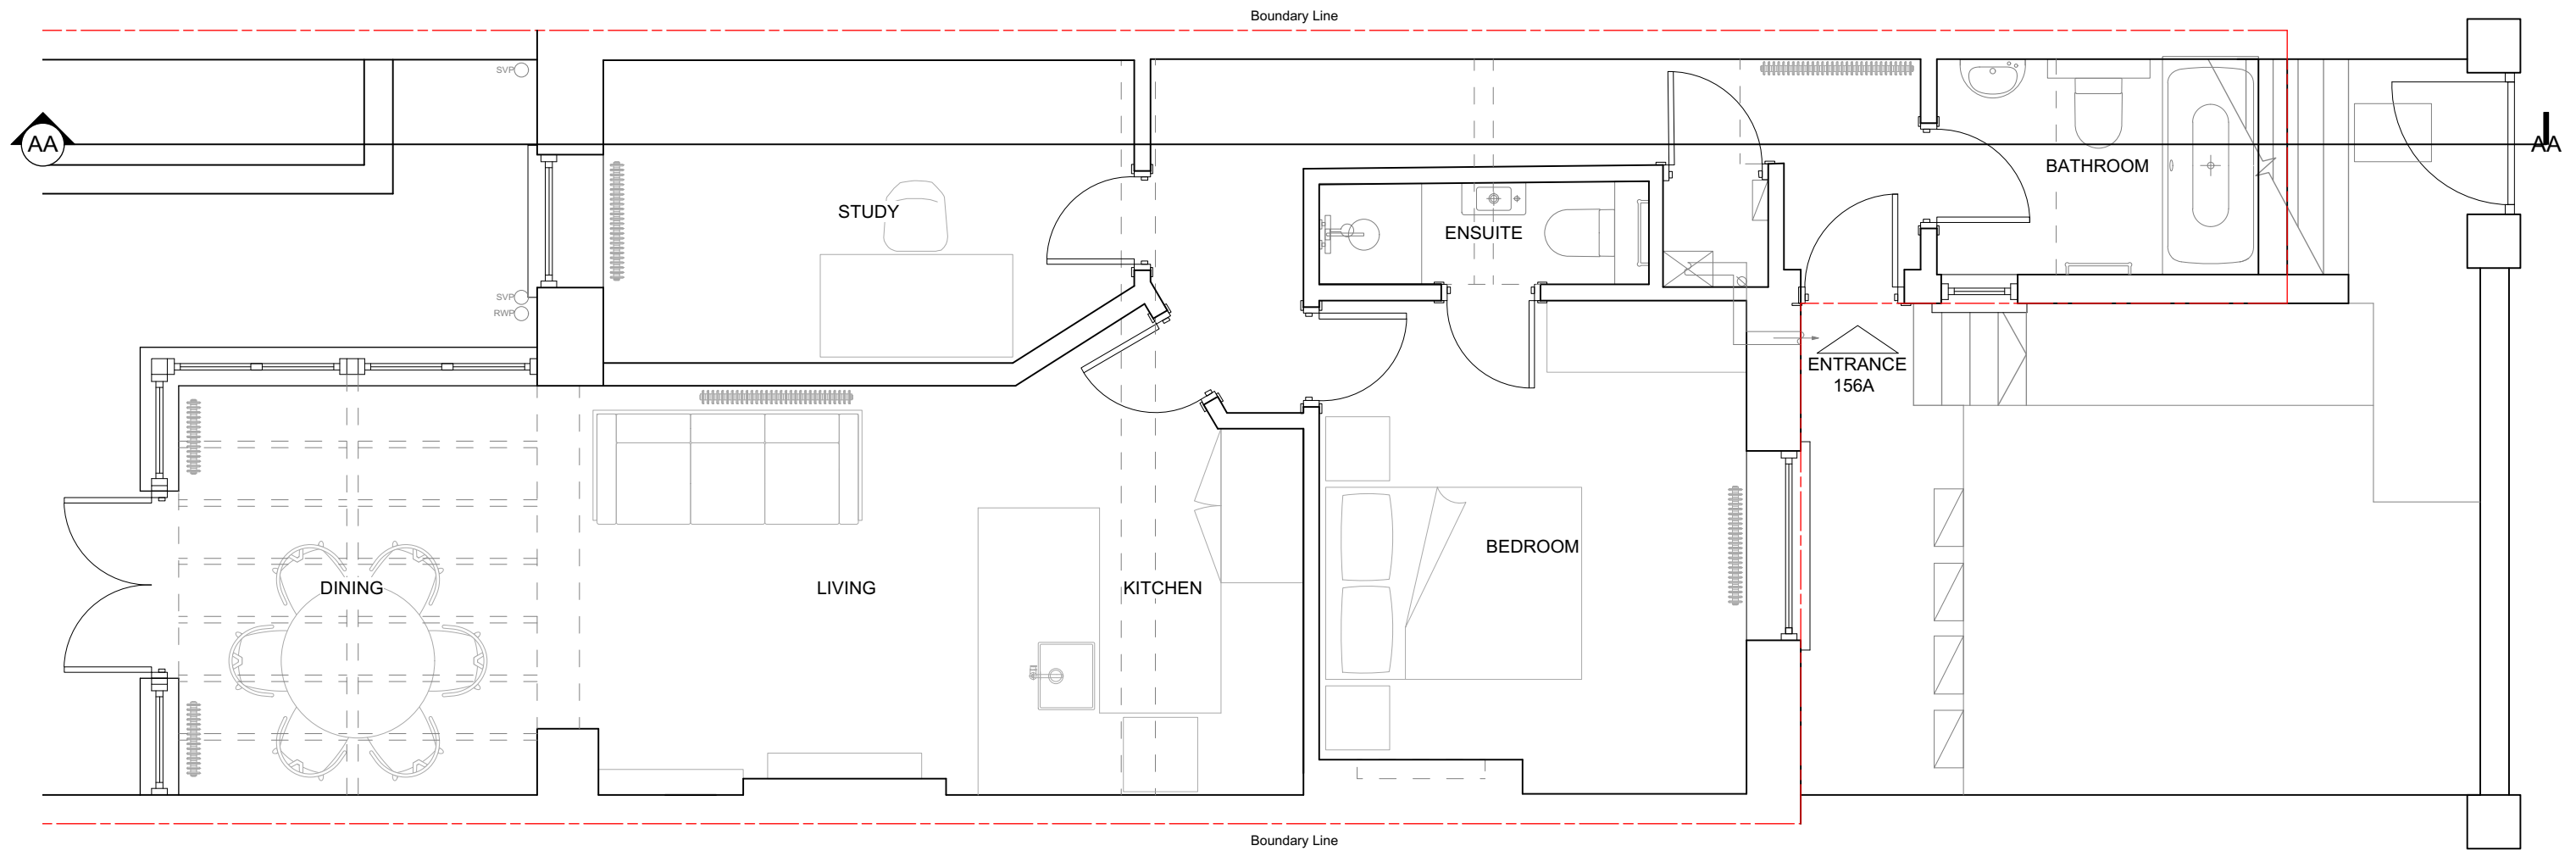 Boundary Line
SVP
AA
AA
BATHROOM
STUDY
ENSUITE
SVP
RWP
ENTRANCE
156A
BEDROOM
DINING
LIVING
KITCHEN
Boundary Line